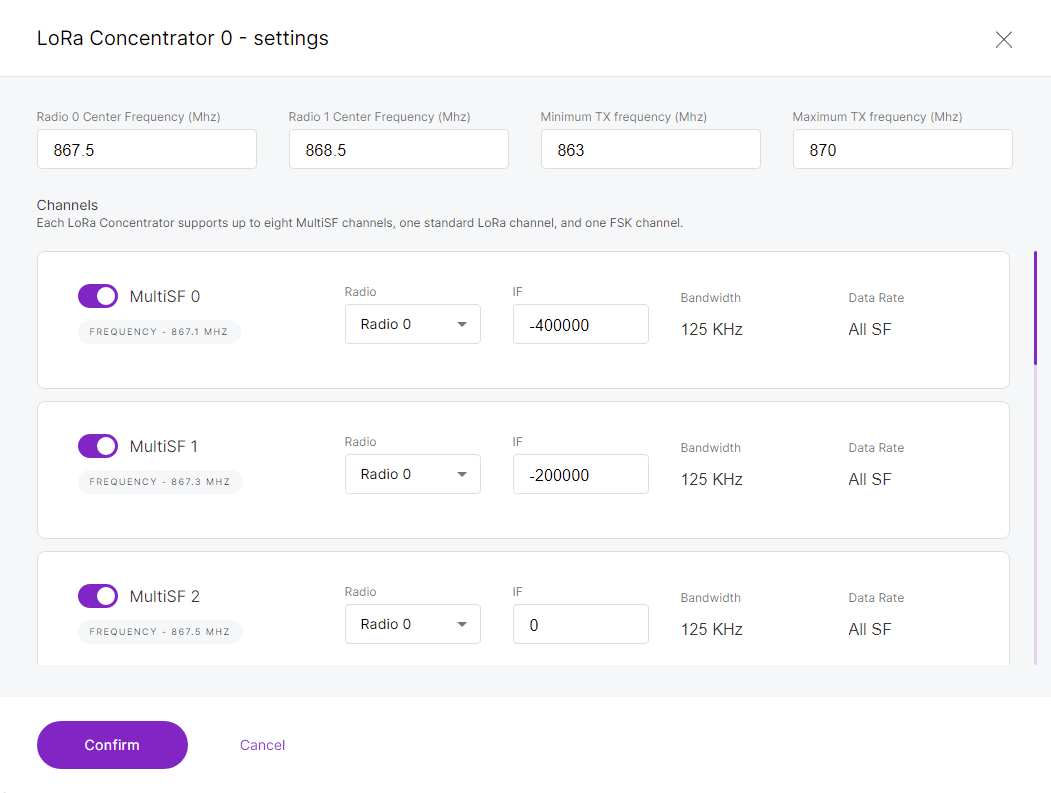 LoRa Concentrator 0 - settings
Radio 0 Center Frequency (Mhz)
Radio 1 Center Frequency (Mhz)
Minimum TX frequency (Mhz)
Maximum TX frequency (Mhz)
867.5
868.5
863
870
Channels
Each LoRa Concentrator supports up to eight MultiSF channels, one standard LoRa channel, and one FSK channel.
MultiSF 0
FREQUENCY - 867.1 MHZ
Radio
Radio 0
IF
-400000
Bandwidth
125 KHz
Data Rate
All SF
MultiSF 1
FREQUENCY - 867.3 MHZ
Radio
Radio 0
IF
-200000
Bandwidth
125 KHz
Data Rate
All SF
MultiSF 2
FREQUENCY - 867.5 MHZ
Radio
Radio 0
IF
0
Bandwidth
125 KHz
Data Rate
All SF
Confirm
Cancel